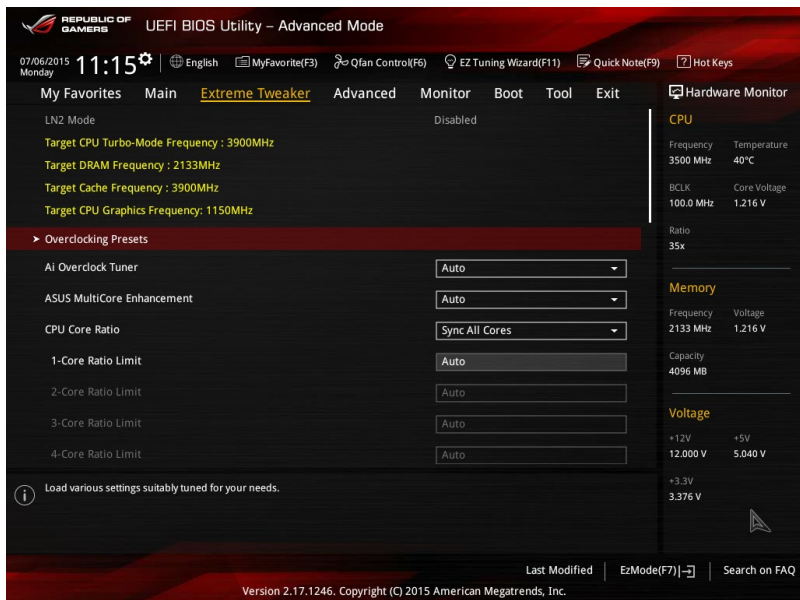 REPUBLIC OF
GAMERS
UEFI BIOS Utility – Advanced Mode
07/06/2015
Monday
11:15
English
MyFavorite(F3)
Qfan Control(F6)
EZ Tuning Wizard(F11)
Quick Note(F9)
? Hot Keys
My Favorites
Main
Extreme Tweaker
Advanced
Monitor
Boot
Tool
Exit
LN2 Mode Disabled
Target CPU Turbo-Mode Frequency : 3900MHz
Target DRAM Frequency : 2133MHz
Target Cache Frequency : 3900MHz
Target CPU Graphics Frequency: 1150MHz
Overclocking Presets
Ai Overclock Tuner Auto
ASUS MultiCore Enhancement Auto
CPU Core Ratio Sync All Cores
1-Core Ratio Limit Auto
2-Core Ratio Limit Auto
3-Core Ratio Limit Auto
4-Core Ratio Limit Auto
Load various settings suitably tuned for your needs.
Hardware Monitor
CPU
Frequency Temperature
3500 MHz 40°C
BCLK Core Voltage
100.0 MHz 1.216 V
Ratio
35x
Memory
Frequency Voltage
2133 MHz 1.216 V
Capacity
4096 MB
Voltage
+12V +5V
12.000 V 5.040 V
+3.3V
3.376 V
Last Modified
EzMode(F7)
Search on FAQ
Version 2.17.1246. Copyright (C) 2015 American Megatrends, Inc.